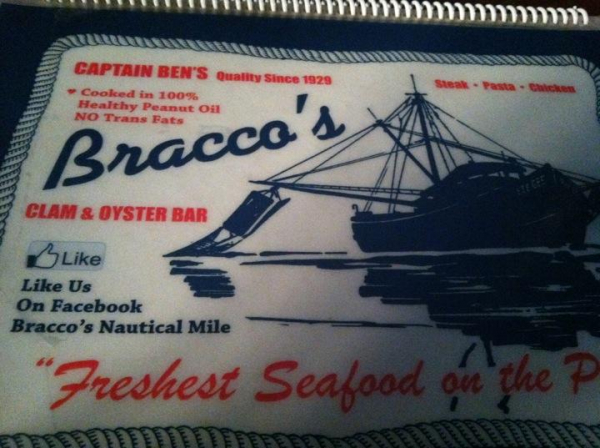 CAPTAIN BEN'S Quality Since 1929
Steak • Pasta • Chicken
♥ Cooked in 100%
Healthy Peanut Oil
NO Trans Fats
Bracco's
CLAM & OYSTER BAR
Like
Like Us
On Facebook
Bracco's Nautical Mile
"Freshest Seafood on the P